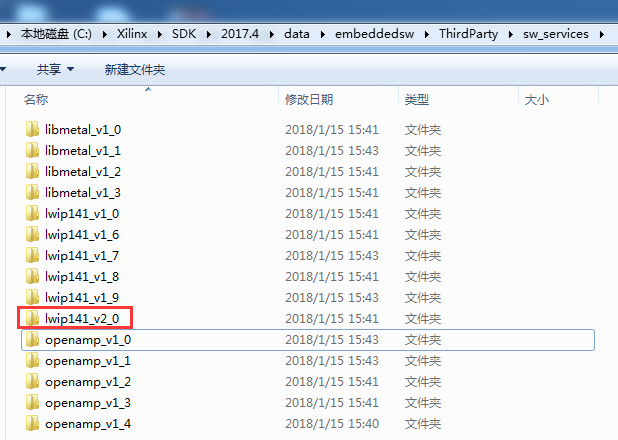 本地磁盘 (C:) Xilinx SDK 2017.4 data embeddedsw ThirdParty sw_services
共享 新建文件夹
名称 修改日期 类型 大小
libmetal_v1_0 2018/1/15 15:41 文件夹
libmetal_v1_1 2018/1/15 15:43 文件夹
libmetal_v1_2 2018/1/15 15:41 文件夹
libmetal_v1_3 2018/1/15 15:41 文件夹
lwip141_v1_0 2018/1/15 15:41 文件夹
lwip141_v1_6 2018/1/15 15:41 文件夹
lwip141_v1_7 2018/1/15 15:43 文件夹
lwip141_v1_8 2018/1/15 15:41 文件夹
lwip141_v1_9 2018/1/15 15:43 文件夹
lwip141_v2_0 2018/1/15 15:41 文件夹
openamp_v1_0 2018/1/15 15:43 文件夹
openamp_v1_1 2018/1/15 15:43 文件夹
openamp_v1_2 2018/1/15 15:41 文件夹
openamp_v1_3 2018/1/15 15:41 文件夹
openamp_v1_4 2018/1/15 15:40 文件夹